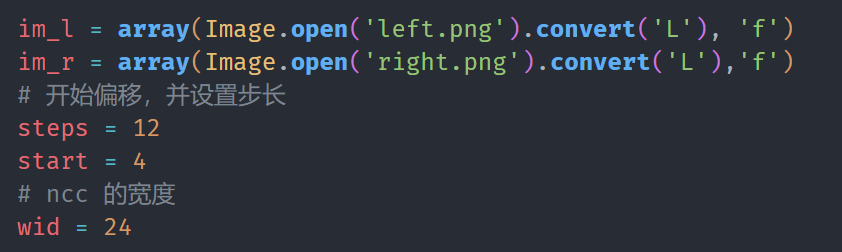 im_l = array(Image.open('left.png').convert('L'), 'f')
im_r = array(Image.open('right.png').convert('L'),'f')
# 开始偏移，并设置步长
steps = 12
start = 4
# ncc 的宽度
wid = 24